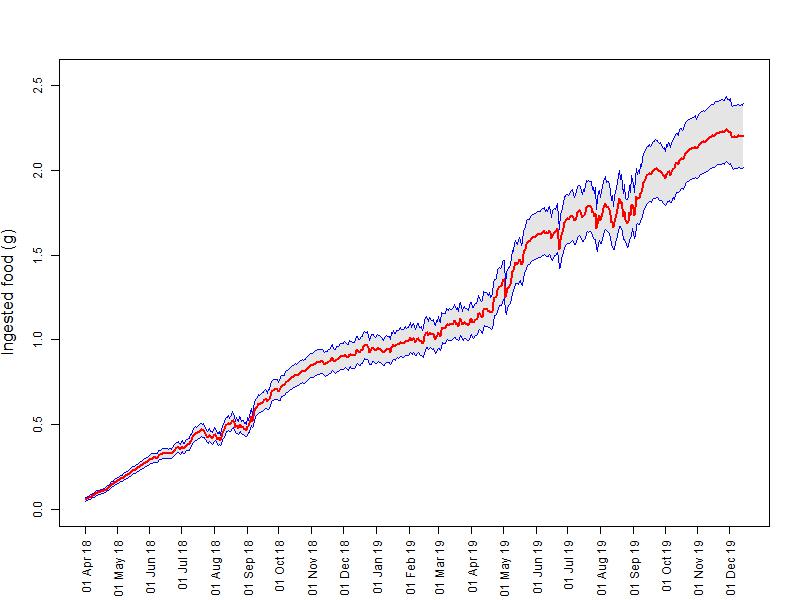 Ingested food (g)
2.5
2.0
1.5
1.0
0.5
0.0
01 Apr 18
01 May 18
01 Jun 18
01 Jul 18
01 Aug 18
01 Sep 18
01 Oct 18
01 Nov 18
01 Dec 18
01 Jan 19
01 Feb 19
01 Mar 19
01 Apr 19
01 May 19
01 Jun 19
01 Jul 19
01 Aug 19
01 Sep 19
01 Oct 19
01 Nov 19
01 Dec 19